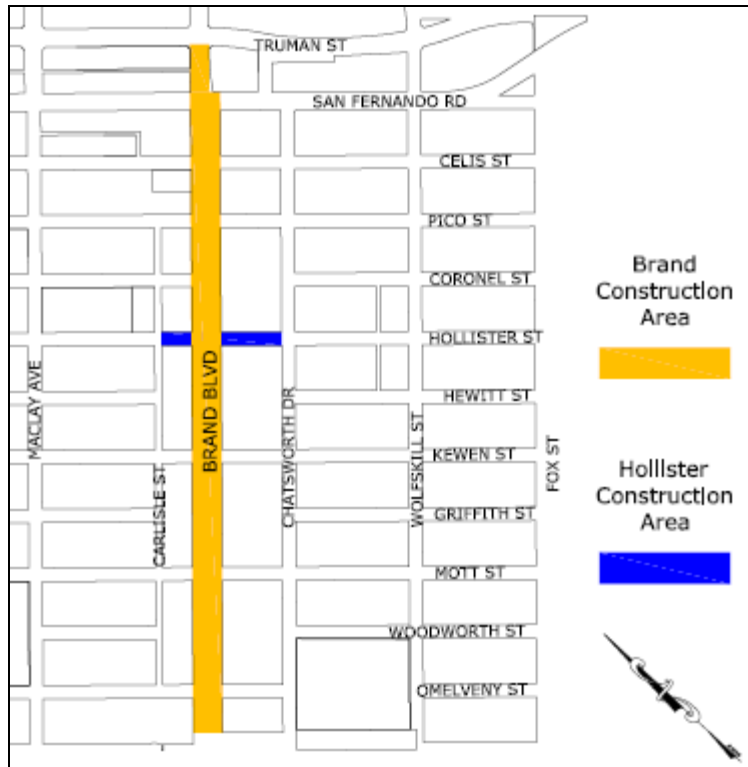 TRUMAN ST
SAN FERNANDO RD
CELIS ST
PICO ST
CORONEL ST
HOLLISTER ST
HEWITT ST
KEWEN ST
GRIFFITH ST
MOTT ST
WOODWORTH ST
OMELVENY ST
MACLAY AVE
CARLISLE ST
BRAND BLVD
CHATSWORTH DR
WOLFSKILL ST
FOX ST
Brand
Construction
Area
Holllster
Construction
Area